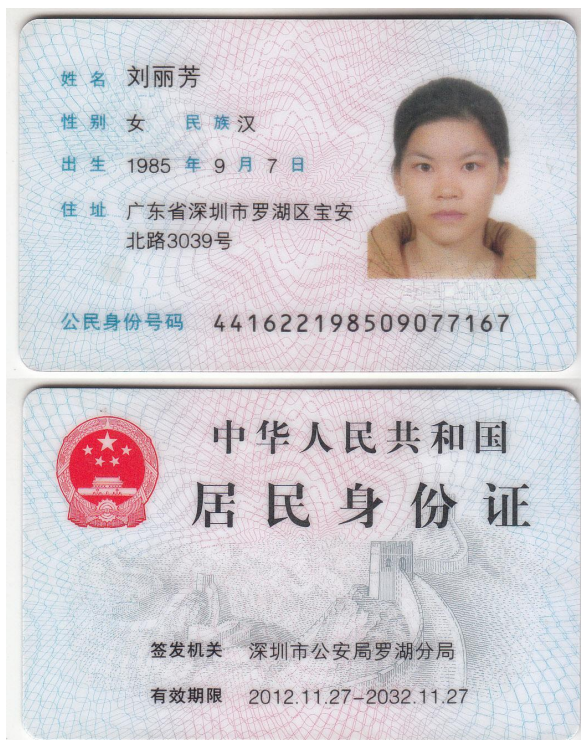 姓名 刘丽芳
性别 女 民族 汉
出生 1985 年 9 月 7 日
住址 广东省深圳市罗湖区宝安
北路3039号
公民身份号码 441622198509077167
中华人民共和国
居民身份证
签发机关 深圳市公安局罗湖分局
有效期限 2012.11.27-2032.11.27